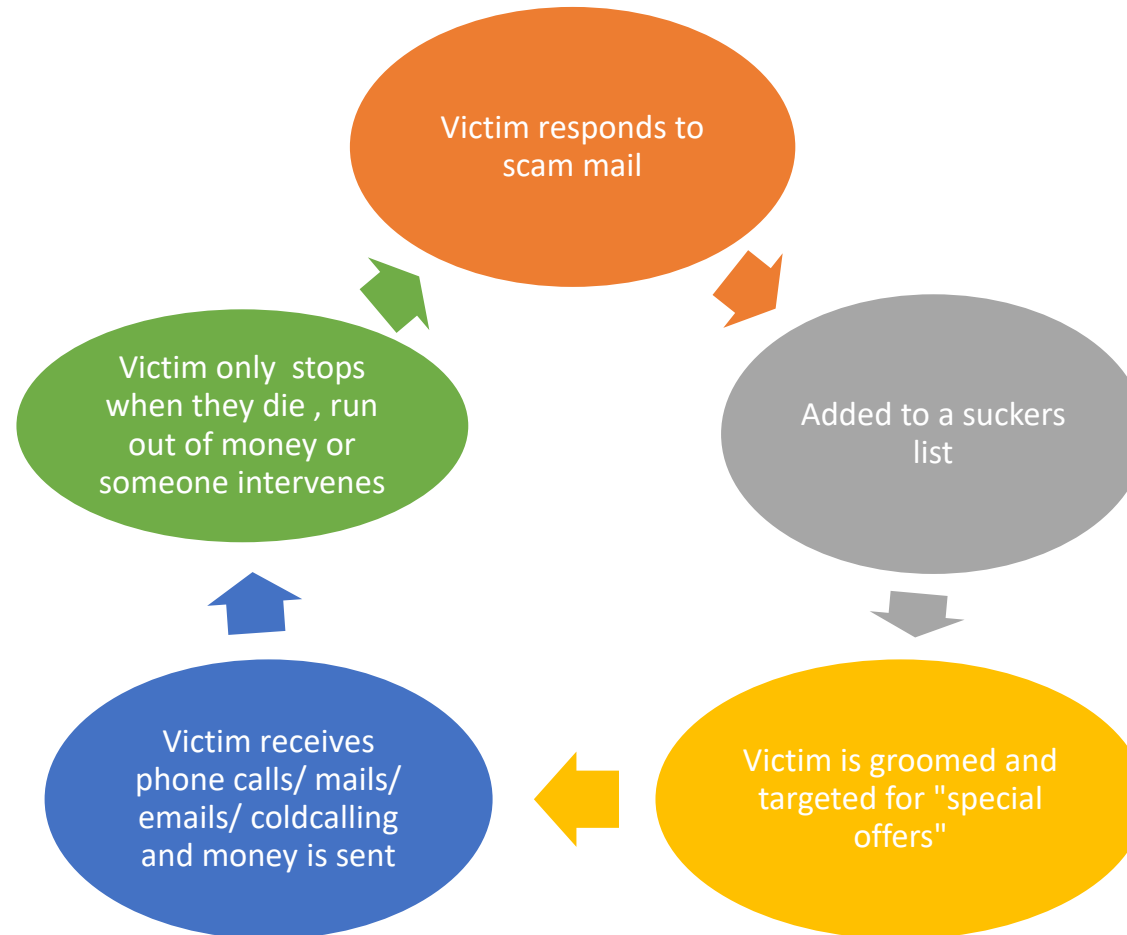 Victim responds to
scam mail
Added to a suckers
list
Victim is groomed and
targeted for "special
offers"
Victim receives
phone calls/ mails/
emails/ coldcalling
and money is sent
Victim only  stops
when they die , run
out of money or
someone intervenes